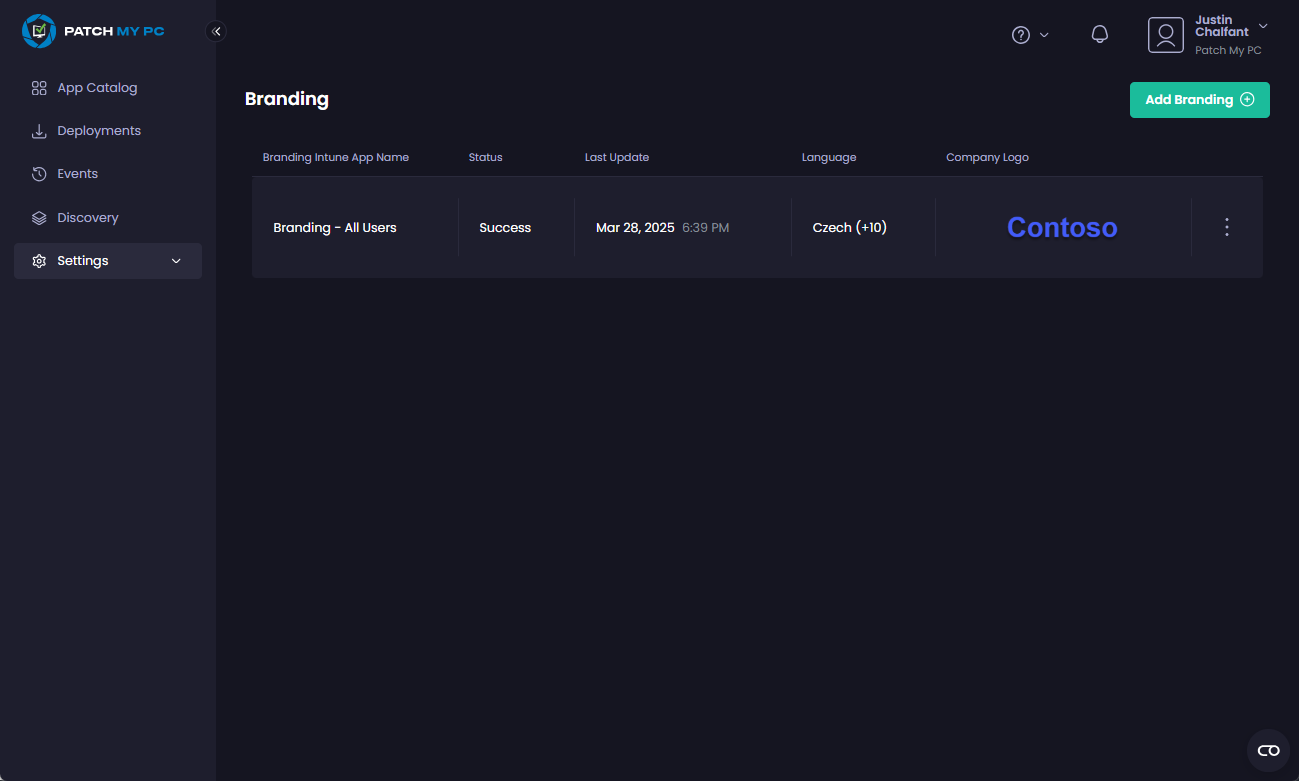 PATCH MY PC
Justin
Chalfant
Patch My PC
App Catalog
Deployments
Events
Discovery
Settings
Branding
Add Branding
Branding Intune App Name Status Last Update Language Company Logo
Branding - All Users Success Mar 28, 2025 6:39 PM Czech (+10) Contoso